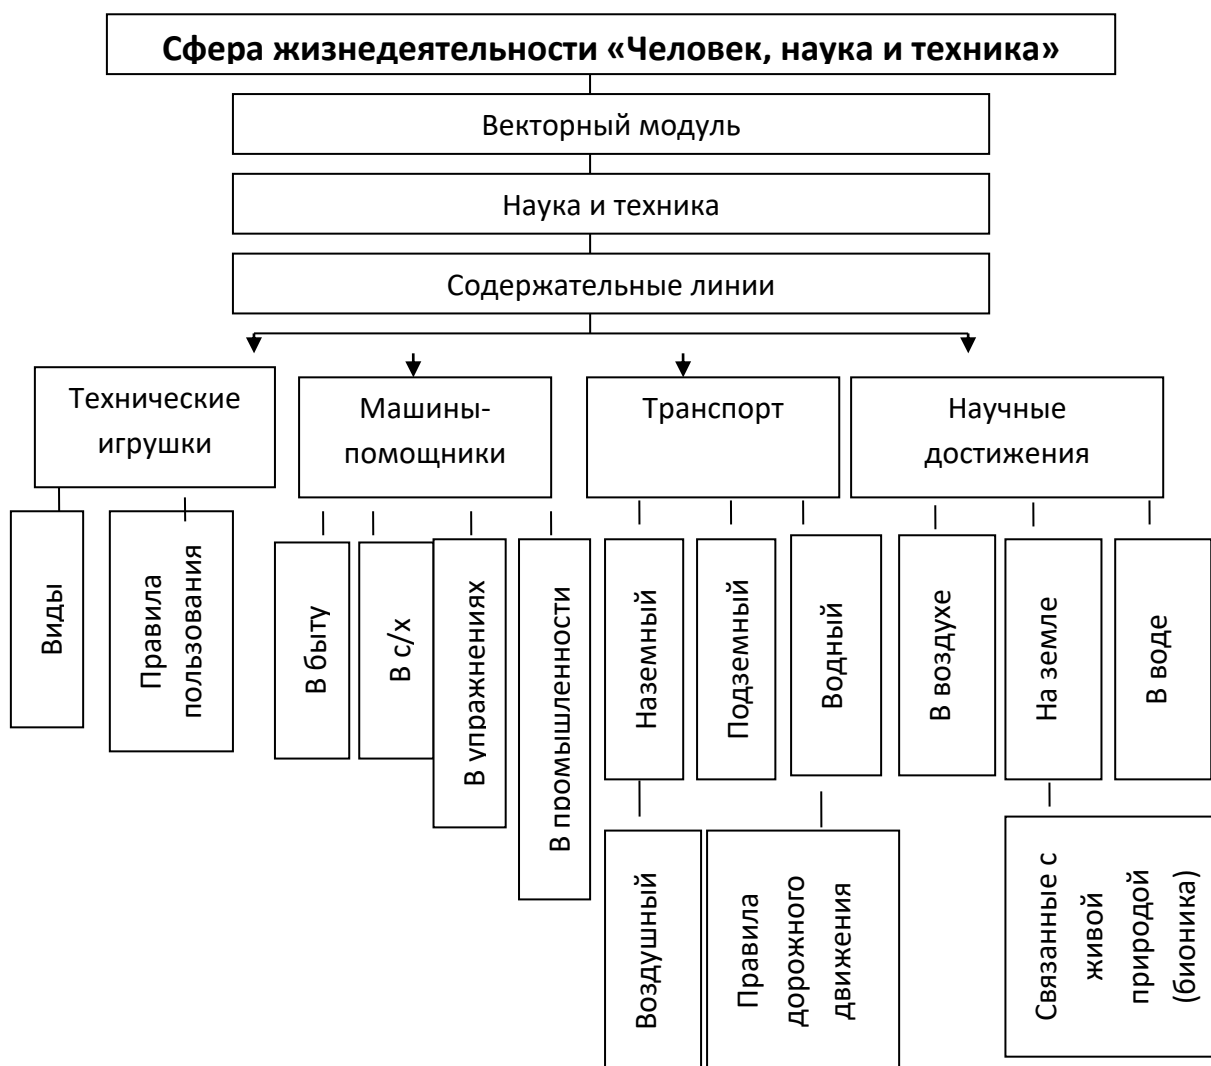 Сфера жизнедеятельности «Человек, наука и техника»
Векторный модуль
Наука и техника
Содержательные линии
Технические
игрушки
Машины-
помощники
Транспорт
Научные
достижения
Виды
Правила
пользования
В быту
В с/х
В упражнениях
В промышленности
Наземный
Подземный
Водный
В воздухе
На земле
В воде
Воздушный
Правила
дорожного
движения
Связанные с
живой
природой
(бионика)